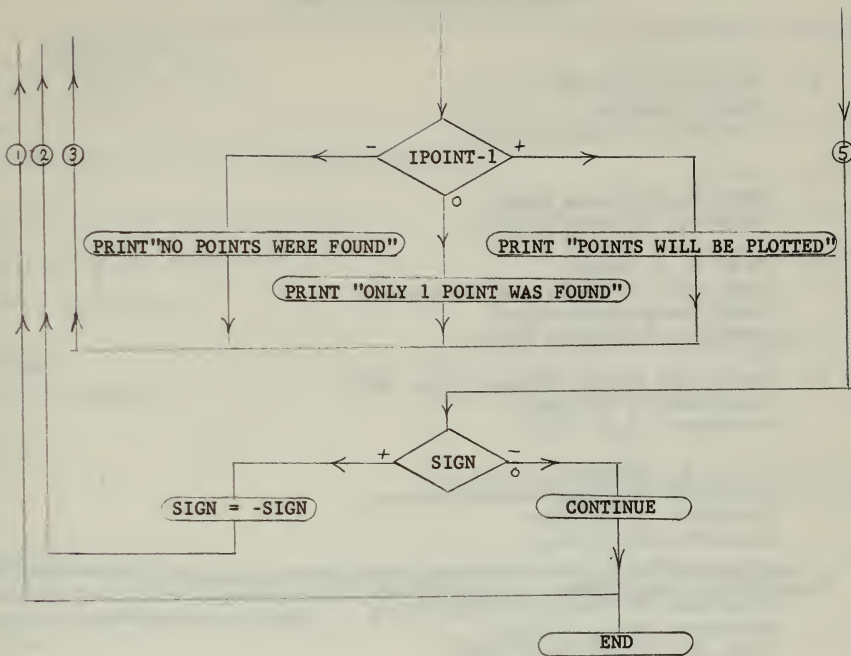 1 2 3
5
IPOINT-1
- +
0
PRINT"NO POINTS WERE FOUND"
PRINT "POINTS WILL BE PLOTTED"
PRINT "ONLY 1 POINT WAS FOUND"
SIGN
+ -
0
SIGN = -SIGN
CONTINUE
END